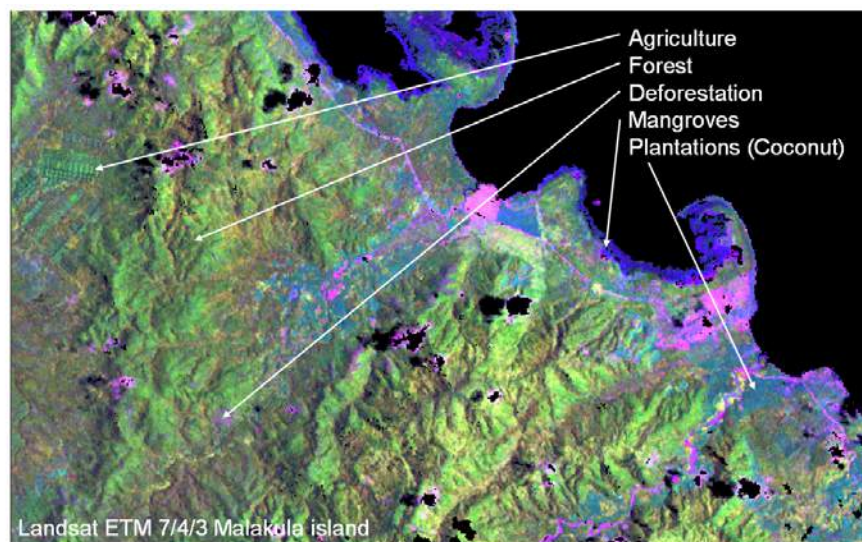 Agriculture
Forest
Deforestation
Mangroves
Plantations (Coconut)
Landsat ETM 7/4/3 Malakula island